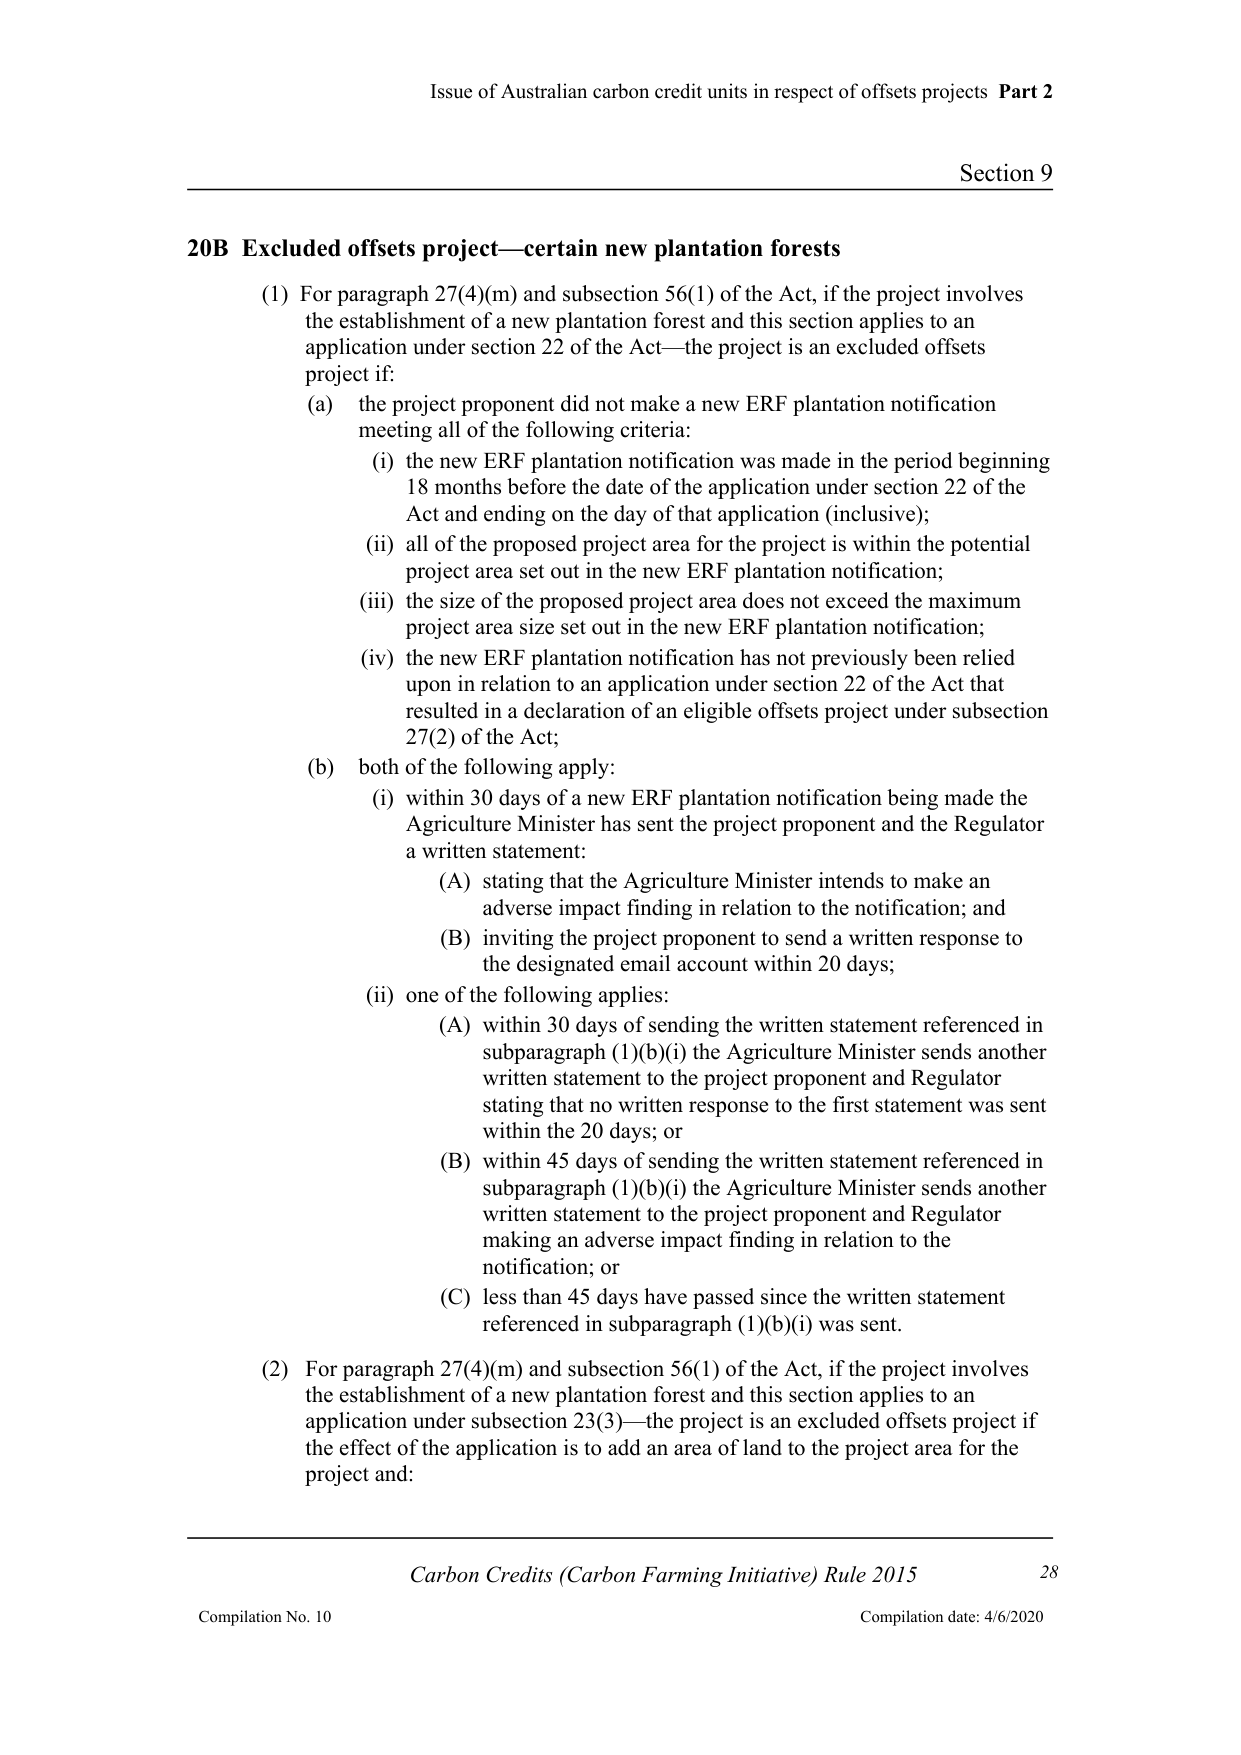 Issue of Australian carbon credit units in respect of offsets projects Part 2
Section 9
20B Excluded offsets project—certain new plantation forests
(1) For paragraph 27(4)(m) and subsection 56(1) of the Act, if the project involves
the establishment of a new plantation forest and this section applies to an
application under section 22 of the Act—the project is an excluded offsets
project if:
(a) the project proponent did not make a new ERF plantation notification
meeting all of the following criteria:
(i) the new ERF plantation notification was made in the period beginning
18 months before the date of the application under section 22 of the
Act and ending on the day of that application (inclusive);
(ii) all of the proposed project area for the project is within the potential
project area set out in the new ERF plantation notification;
(iii) the size of the proposed project area does not exceed the maximum
project area size set out in the new ERF plantation notification;
(iv) the new ERF plantation notification has not previously been relied
upon in relation to an application under section 22 of the Act that
resulted in a declaration of an eligible offsets project under subsection
27(2) of the Act;
(b) both of the following apply:
(i) within 30 days of a new ERF plantation notification being made the
Agriculture Minister has sent the project proponent and the Regulator
a written statement:
(A) stating that the Agriculture Minister intends to make an
adverse impact finding in relation to the notification; and
(B) inviting the project proponent to send a written response to
the designated email account within 20 days;
(ii) one of the following applies:
(A) within 30 days of sending the written statement referenced in
subparagraph (1)(b)(i) the Agriculture Minister sends another
written statement to the project proponent and Regulator
stating that no written response to the first statement was sent
within the 20 days; or
(B) within 45 days of sending the written statement referenced in
subparagraph (1)(b)(i) the Agriculture Minister sends another
written statement to the project proponent and Regulator
making an adverse impact finding in relation to the
notification; or
(C) less than 45 days have passed since the written statement
referenced in subparagraph (1)(b)(i) was sent.
(2) For paragraph 27(4)(m) and subsection 56(1) of the Act, if the project involves
the establishment of a new plantation forest and this section applies to an
application under subsection 23(3)—the project is an excluded offsets project if
the effect of the application is to add an area of land to the project area for the
project and:
Carbon Credits (Carbon Farming Initiative) Rule 2015 28
Compilation No. 10 Compilation date: 4/6/2020